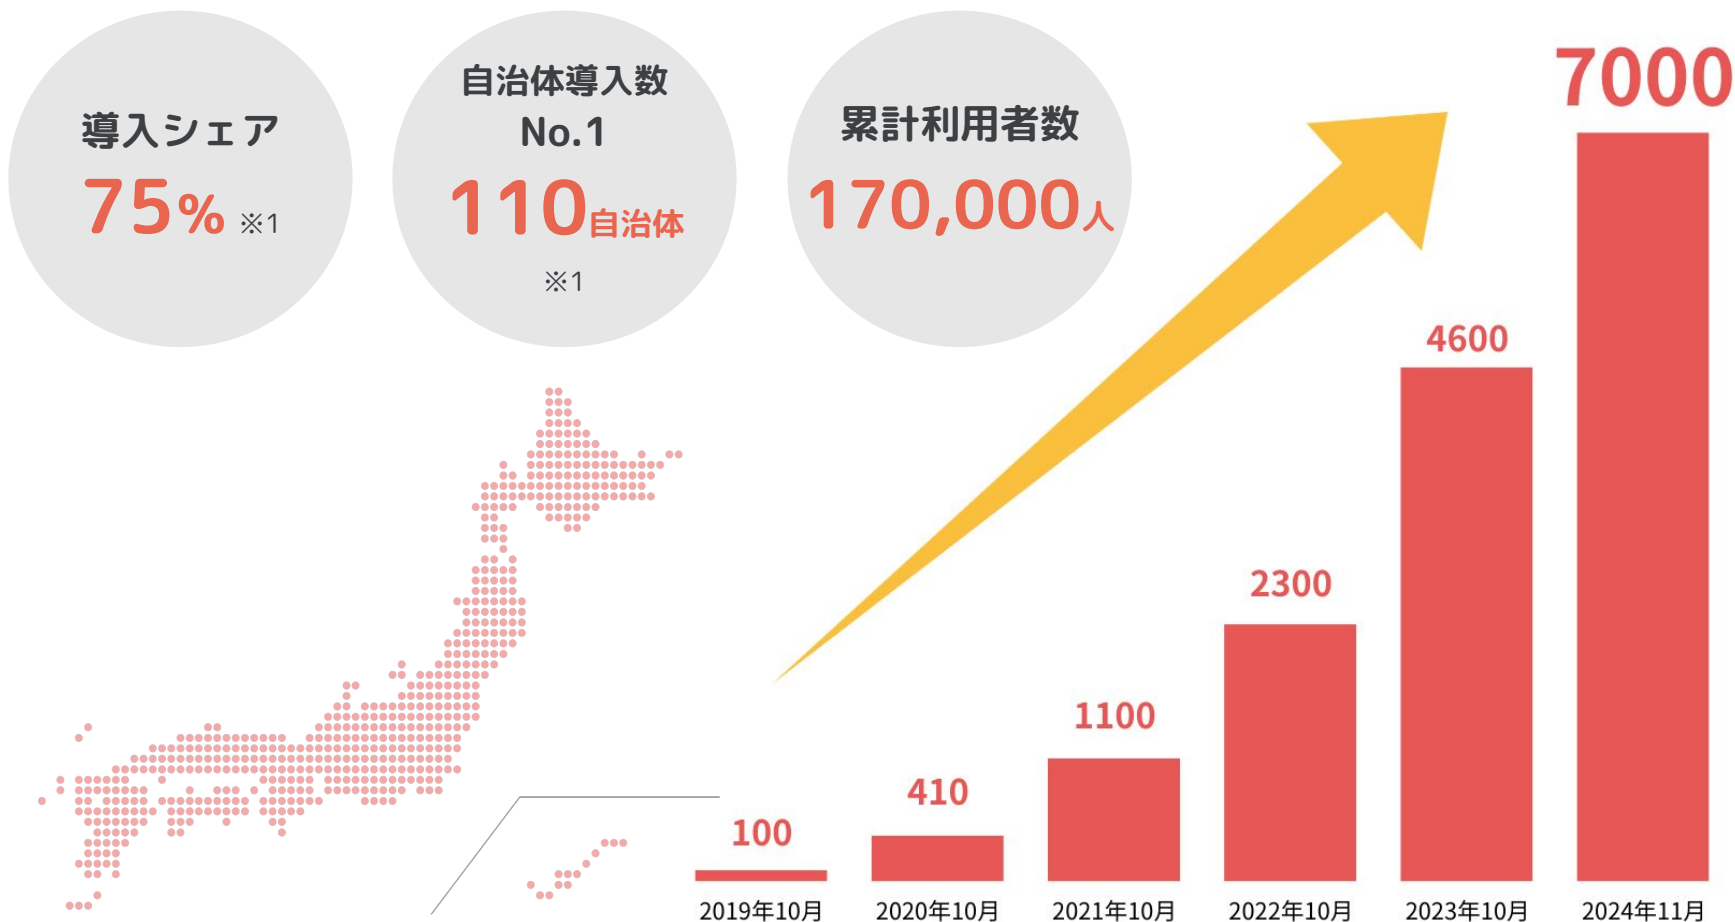 導入シェア
75% ※1
自治体導入数
No.1
110自治体
※1
累計利用者数
170,000人
7000
4600
2300
1100
410
100
2019年10月
2020年10月
2021年10月
2022年10月
2023年10月
2024年11月